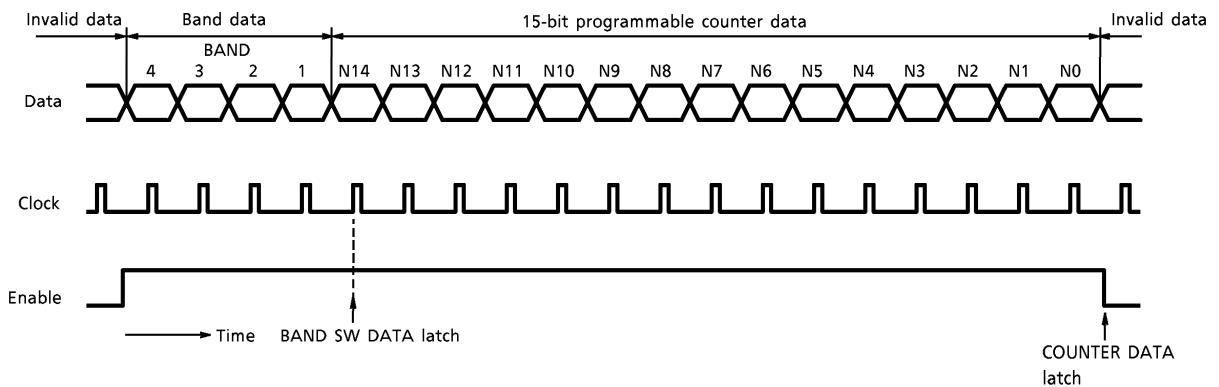 Invalid data Band data 15-bit programmable counter data Invalid data
BAND
4 3 2 1 N14 N13 N12 N11 N10 N9 N8 N7 N6 N5 N4 N3 N2 N1 N0
Data
Clock
Enable
Time BAND SW DATA latch
COUNTER DATA
latch